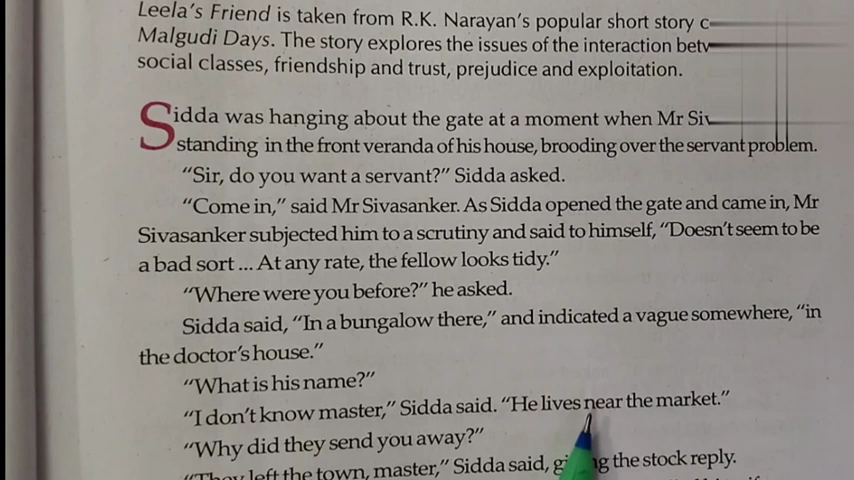 Leela's Friend is taken from R.K. Narayan's popular short story
Malgudi Days. The story explores the issues of the interaction
social classes, friendship and trust, prejudice and exploitation.
Sidda was hanging about the gate at a moment when Mr
standing in the front veranda of his house, brooding over the servant problem.
"Sir, do you want a servant?" Sidda asked.
"Come in," said Mr Sivasanker. As Sidda opened the gate and came in, Mr
Sivasanker subjected him to a scrutiny and said to himself, "Doesn't seem to be
a bad sort ... At any rate, the fellow looks tidy."
"Where were you before?" he asked.
Sidda said, "In a bungalow there," and indicated a vague somewhere, "in
the doctor's house."
"What is his name?"
"I don't know master," Sidda said. "He lives near the market."
"Why did they send you away?"
"They left the town, master," Sidda said, the stock reply.